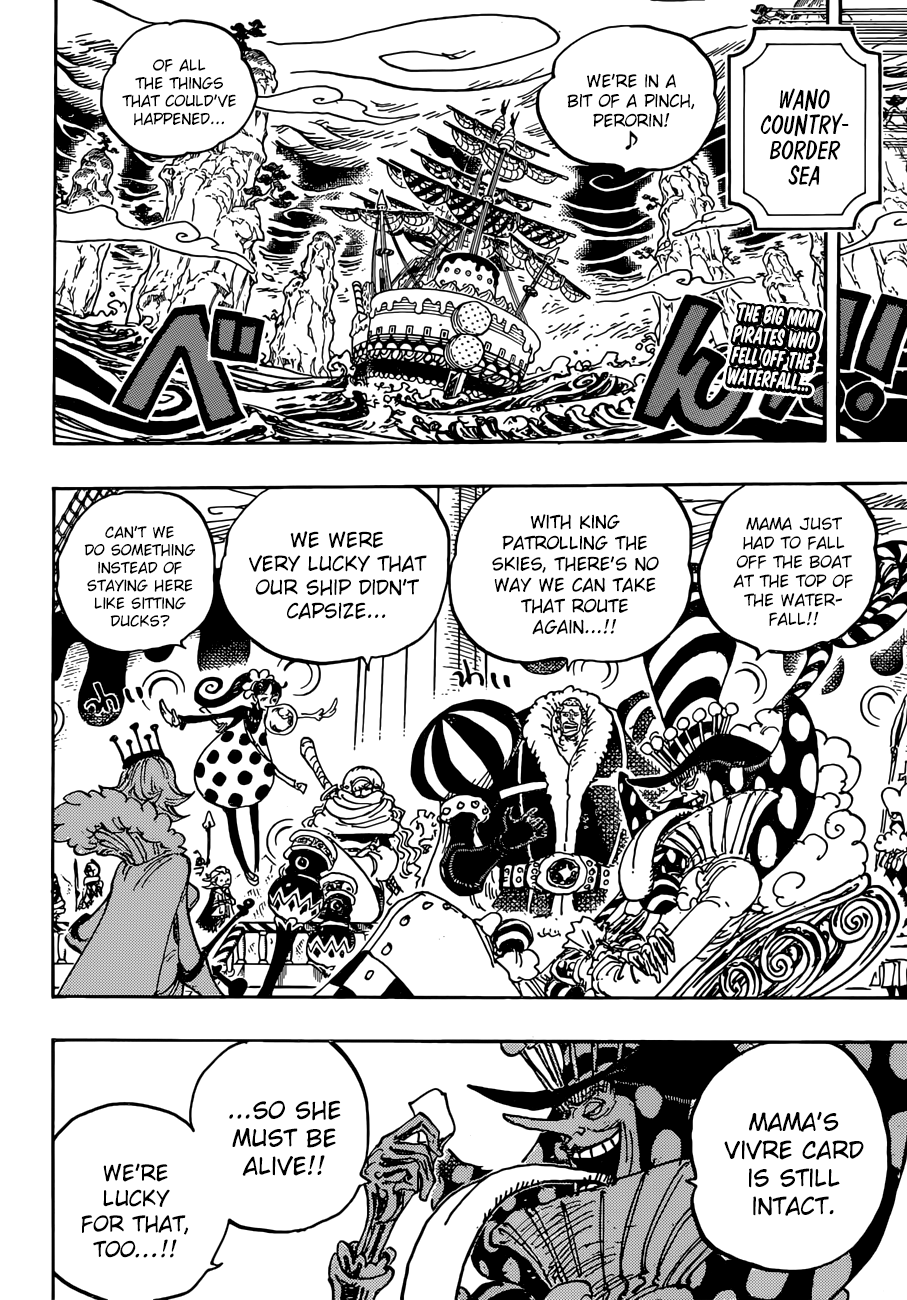 WANO
COUNTRY-
BORDER
SEA
WE'RE IN A
BIT OF A PINCH,
PERORIN!
♪
OF ALL
THE THINGS
THAT COULD'VE
HAPPENED...
THE BIG MOM
PIRATES WHO
FELL OFF THE
WATERFALL...
べんべん!!
MAMA JUST
HAD TO FALL
OFF THE BOAT
AT THE TOP OF
THE WATER-
FALL!!
WITH KING
PATROLLING THE
SKIES, THERE'S NO
WAY WE CAN TAKE
THAT ROUTE
AGAIN...!!
WE WERE
VERY LUCKY THAT
OUR SHIP DIDN'T
CAPSIZE...
CAN'T WE
DO SOMETHING
INSTEAD OF
STAYING HERE
LIKE SITTING
DUCKS?
MAMA'S
VIVRE CARD
IS STILL
INTACT.
...SO SHE
MUST BE
ALIVE!!
WE'RE
LUCKY
FOR THAT,
TOO...!!